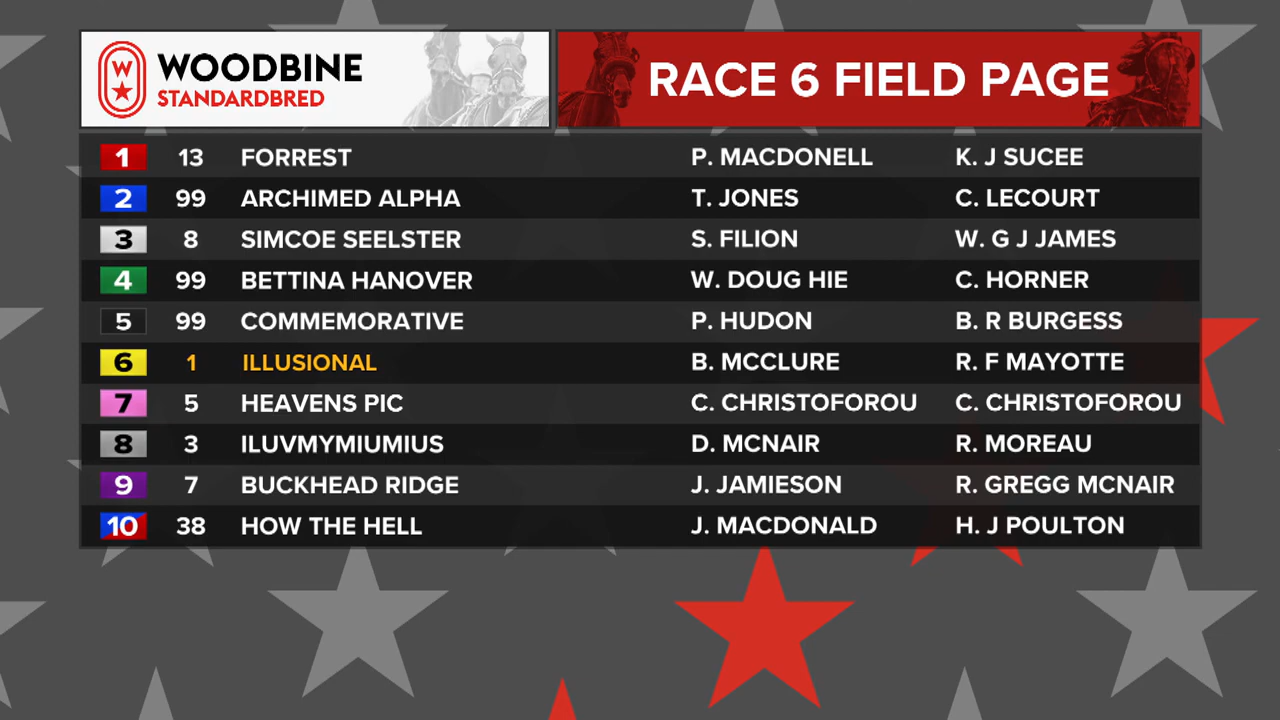 W
WOODBINE
STANDARDBRED
RACE 6 FIELD PAGE
1 13 FORREST P. MACDONELL K. J SUCEE
2 99 ARCHIMED ALPHA T. JONES C. LECOURT
3 8 SIMCOE SEELSTER S. FILION W. G J JAMES
4 99 BETTINA HANOVER W. DOUG HIE C. HORNER
5 99 COMMEMORATIVE P. HUDON B. R BURGESS
6 1 ILLUSIONAL B. MCCLURE R. F MAYOTTE
7 5 HEAVENS PIC C. CHRISTOFOROU C. CHRISTOFOROU
8 3 ILUVMYMIUMIUS D. MCNAIR R. MOREAU
9 7 BUCKHEAD RIDGE J. JAMIESON R. GREGG MCNAIR
10 38 HOW THE HELL J. MACDONALD H. J POULTON